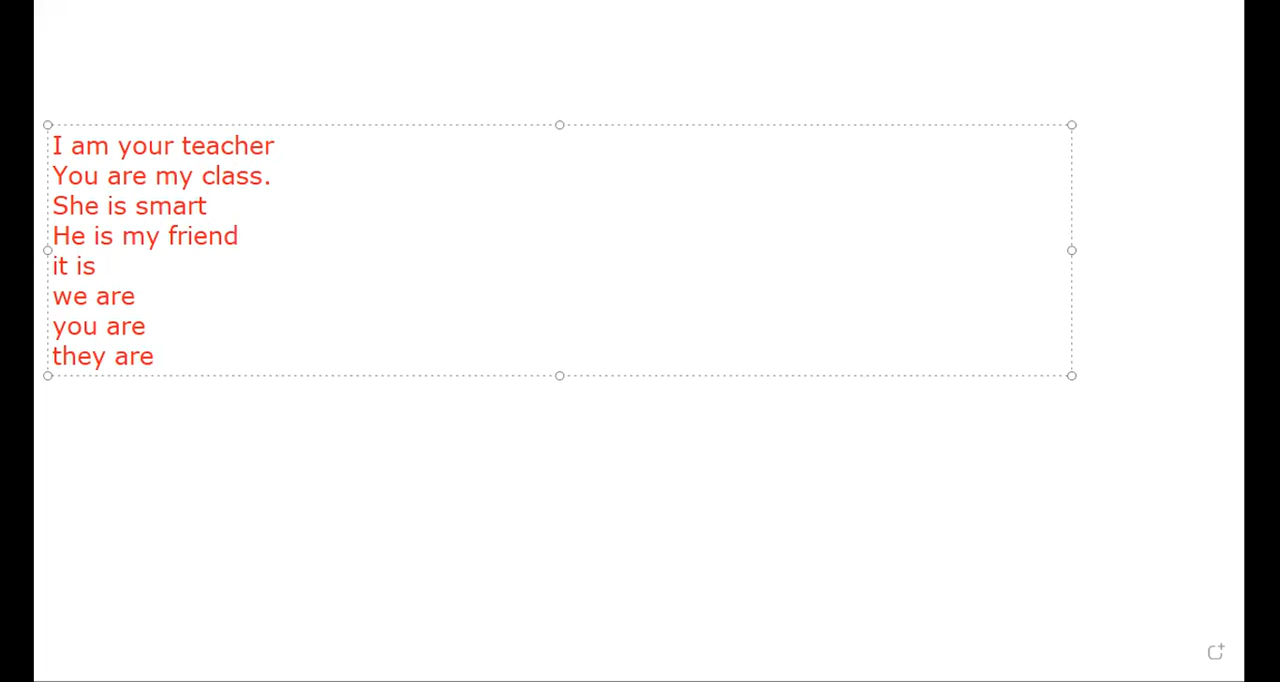 I am your teacher
You are my class.
She is smart
He is my friend
it is
we are
you are
they are